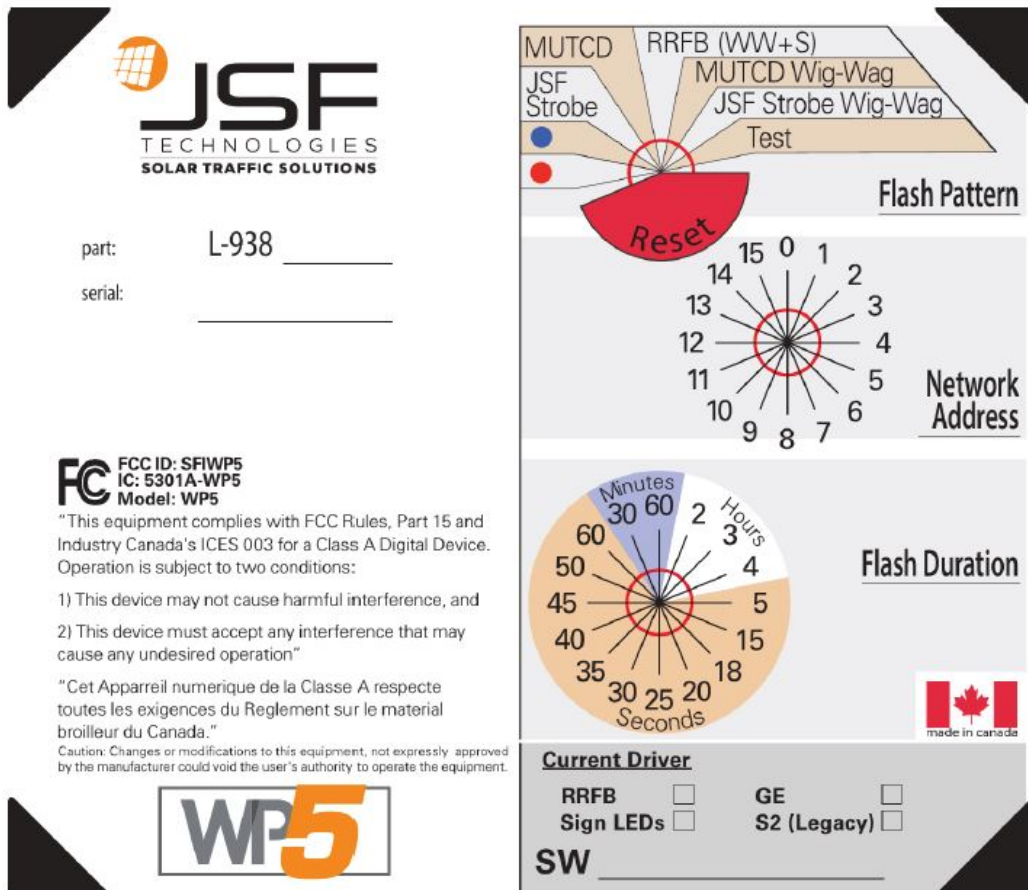 JSF
TECHNOLOGIES
SOLAR TRAFFIC SOLUTIONS
part: L-938
serial:
FC FCC ID: SFIWP5
IC: 5301A-WP5
Model: WP5
"This equipment complies with FCC Rules, Part 15 and
Industry Canada's ICES 003 for a Class A Digital Device.
Operation is subject to two conditions:
1) This device may not cause harmful interference, and
2) This device must accept any interference that may
cause any undesired operation"
"Cet Apparreil numerique de la Classe A respecte
toutes les exigences du Reglement sur le material
broilleur du Canada."
Caution: Changes or modifications to this equipment, not expressly approved
by the manufacturer could void the user's authority to operate the equipment.
WP5
MUTCD
RRFB (WW+S)
MUTCD Wig-Wag
JSF
Strobe
JSF Strobe Wig-Wag
Test
Flash Pattern
Reset
0
1
2
3
4
5
6
7
8
9
10
11
12
13
14
15
Network
Address
Minutes
30
60
Hours
2
3
4
5
15
18
20
25
30
35
40
45
50
60
Seconds
Flash Duration
made in canada
Current Driver
RRFB
GE
Sign LEDs
S2 (Legacy)
SW